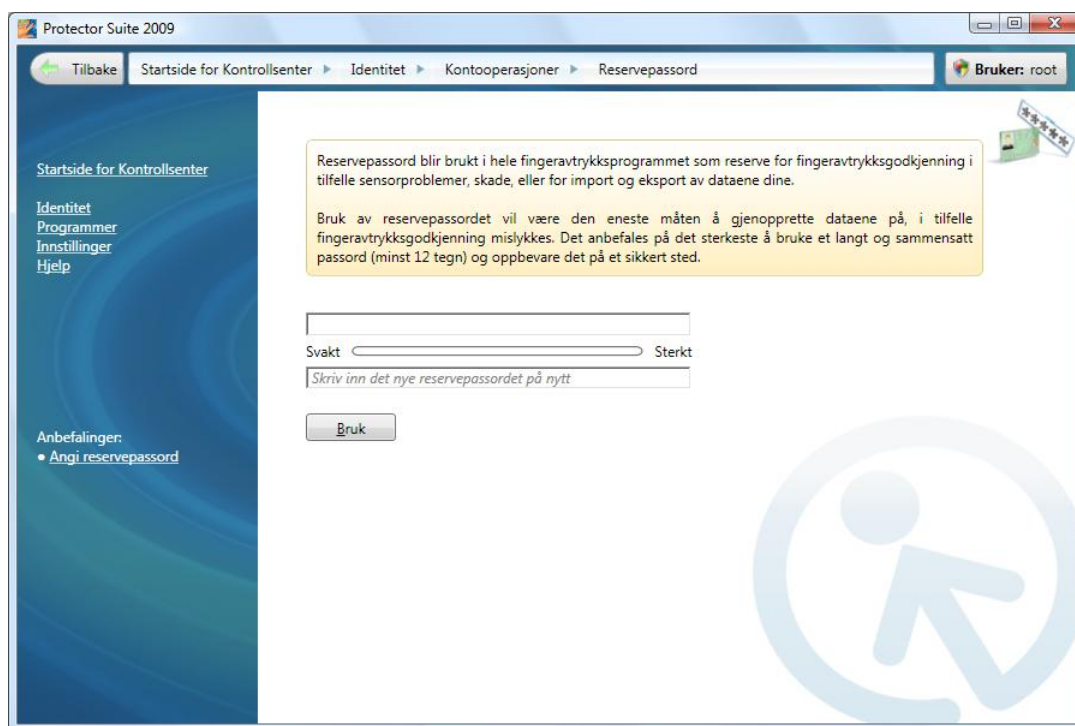 Protector Suite 2009
Tilbake Startside for Kontrollsenter Identitet Kontooperasjoner Reservepassord Bruker: root
Startside for Kontrollsenter
Identitet
Programmer
Innstillinger
Hjelp
Anbefalinger:
• Angi reservepassord
*****
Reservepassord blir brukt i hele fingeravtrykksprogrammet som reserve for fingeravtrykksgodkjenning i
tilfelle sensorproblemer, skade, eller for import og eksport av dataene dine.
Bruk av reservepassordet vil være den eneste måten å gjenopprette dataene på, i tilfelle
fingeravtrykksgodkjenning mislykkes. Det anbefales på det sterkeste å bruke et langt og sammensatt
passord (minst 12 tegn) og oppbevare det på et sikkert sted.
Svakt Sterkt
Skriv inn det nye reservepassordet på nytt
Bruk